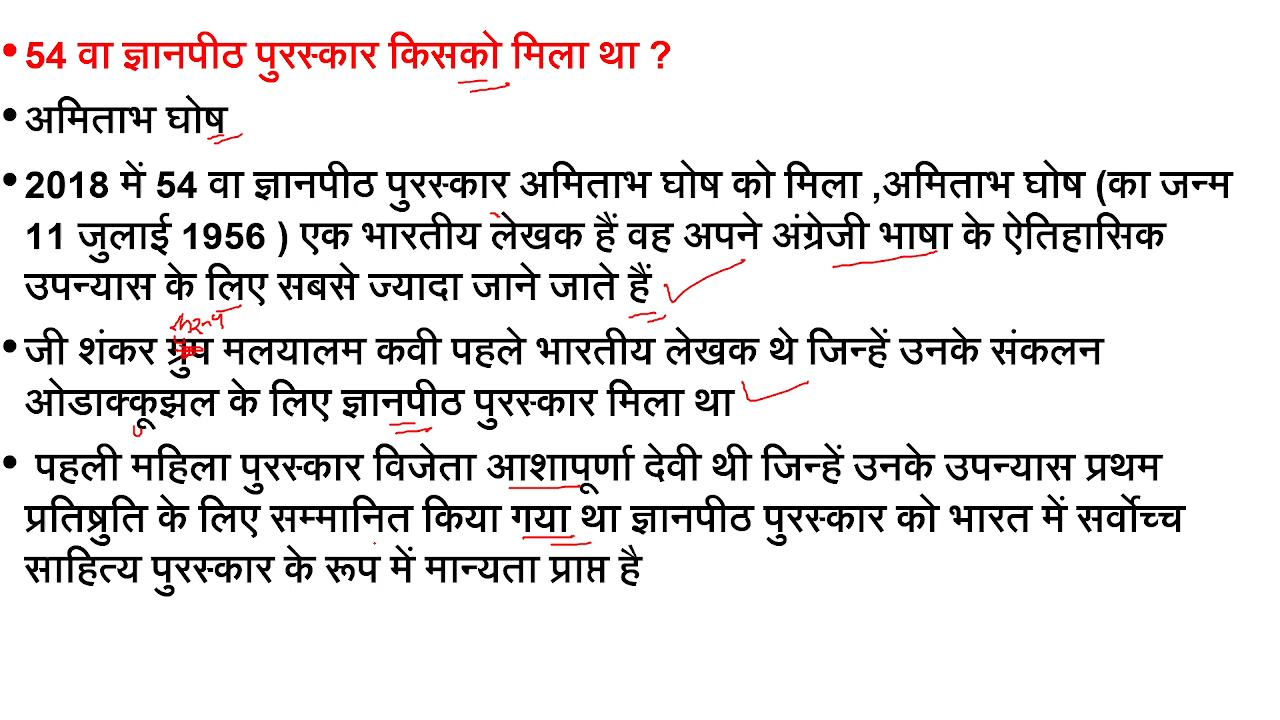 • 54 वा ज्ञानपीठ पुरस्कार किसको मिला था ?
• अमिताभ घोष
• 2018 में 54 वा ज्ञानपीठ पुरस्कार अमिताभ घोष को मिला ,अमिताभ घोष (का जन्म
11 जुलाई 1956 ) एक भारतीय लेखक हैं वह अपने अंग्रेजी भाषा के ऐतिहासिक
उपन्यास के लिए सबसे ज्यादा जाने जाते हैं
• जी शंकर मलयालम कवी पहले भारतीय लेखक थे जिन्हें उनके संकलन
ओडाक्कूझल के लिए ज्ञानपीठ पुरस्कार मिला था
• पहली महिला पुरस्कार विजेता आशापूर्णा देवी थी जिन्हें उनके उपन्यास प्रथम
प्रतिष्रुति के लिए सम्मानित किया गया था ज्ञानपीठ पुरस्कार को भारत में सर्वोच्च
साहित्य पुरस्कार के रूप में मान्यता प्राप्त है